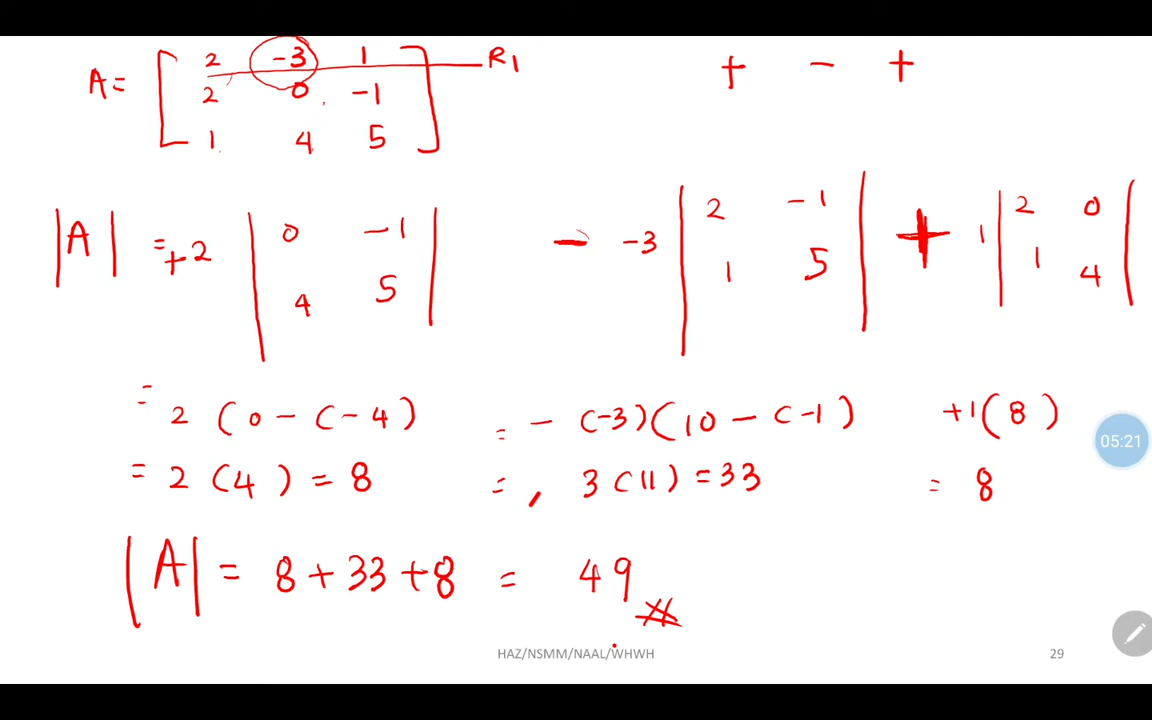 A = [ 2 -3 1 ] R1 + - +
2 0 -1
1 4 5
|A| = +2 | 0 -1 | - -3 | 2 -1 | + 1 | 2 0 |
4 5 1 5 1 4
= 2 (0 - (-4) = - (-3)(10 - (-1) +1(8)
= 2 (4) = 8 = , 3 (11) = 33 = 8
|A| = 8 + 33 + 8 = 49
05:21
HAZ/NSMM/NAAL/WHWH 29